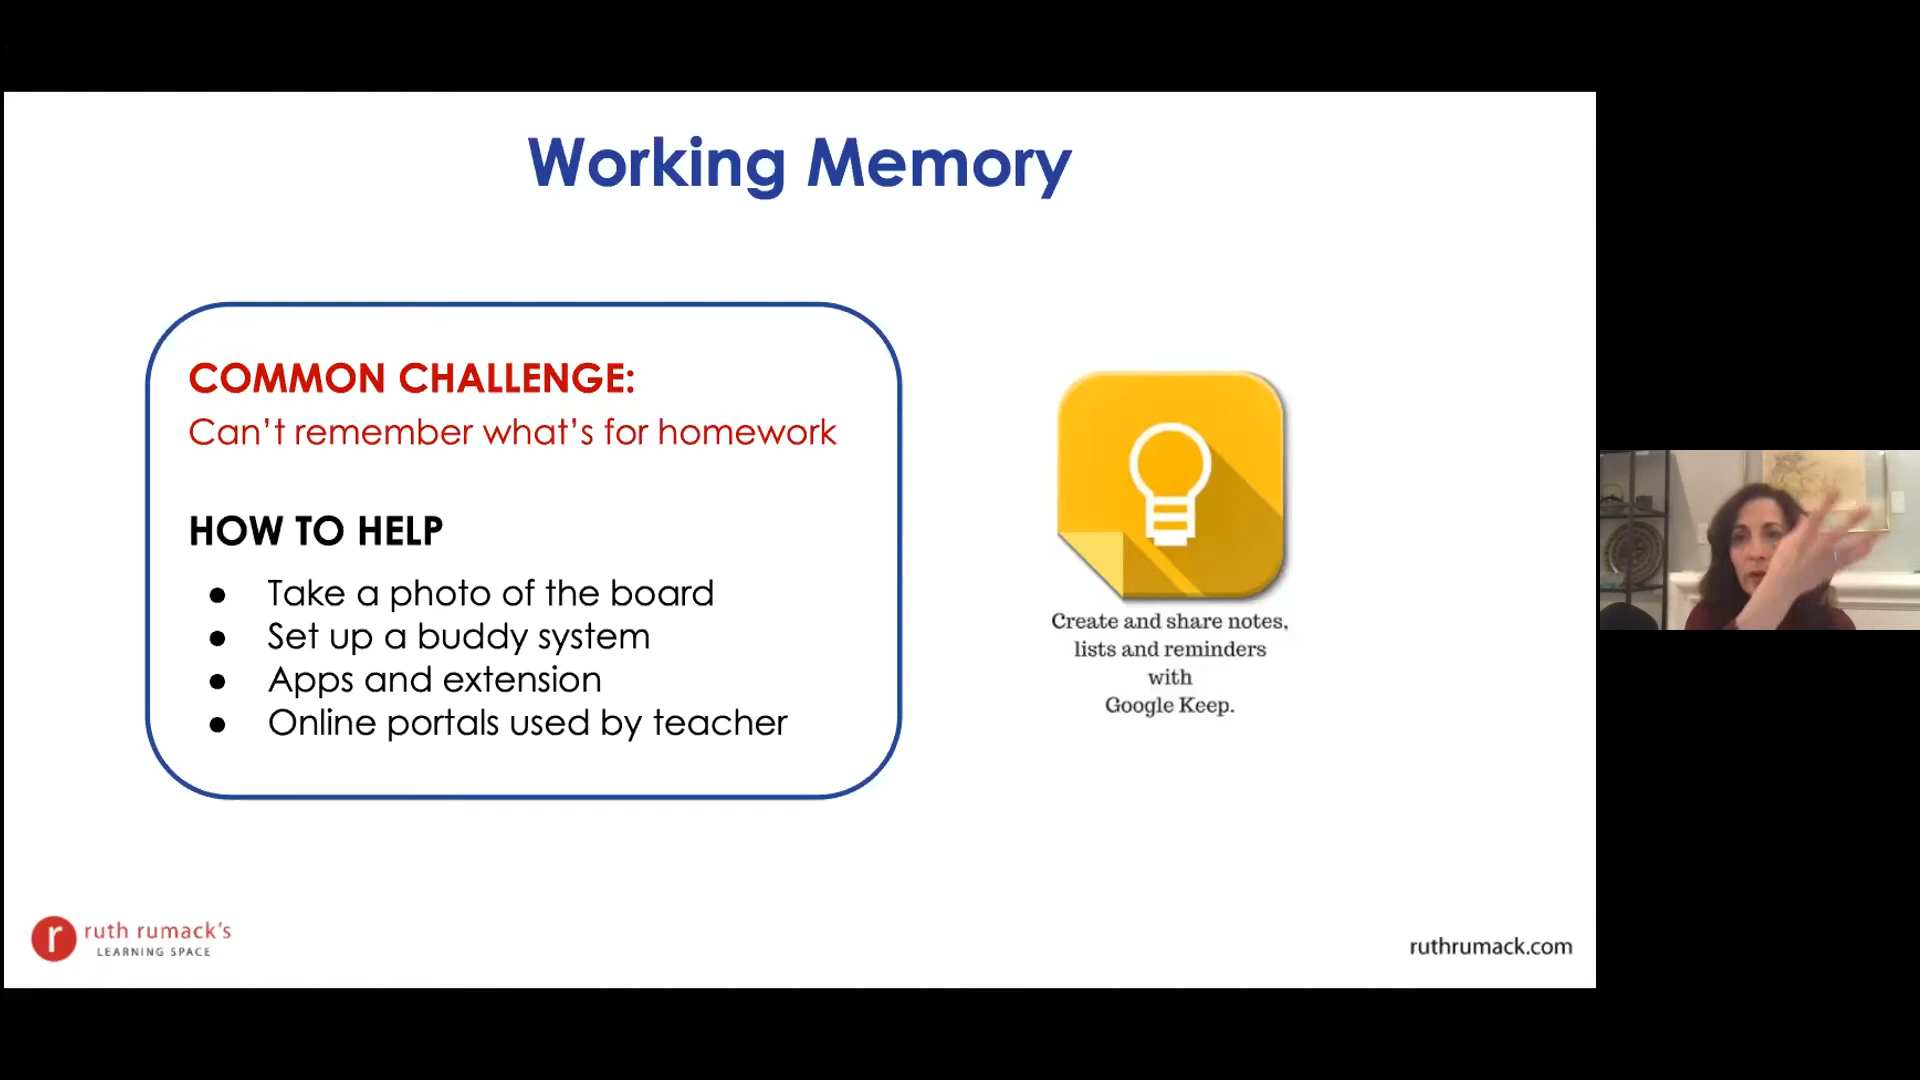 Working Memory
COMMON CHALLENGE:
Can’t remember what’s for homework
HOW TO HELP
● Take a photo of the board
● Set up a buddy system
● Apps and extension
● Online portals used by teacher
Create and share notes,
lists and reminders
with
Google Keep.
r
ruth rumack’s
LEARNING SPACE
ruthrumack.com